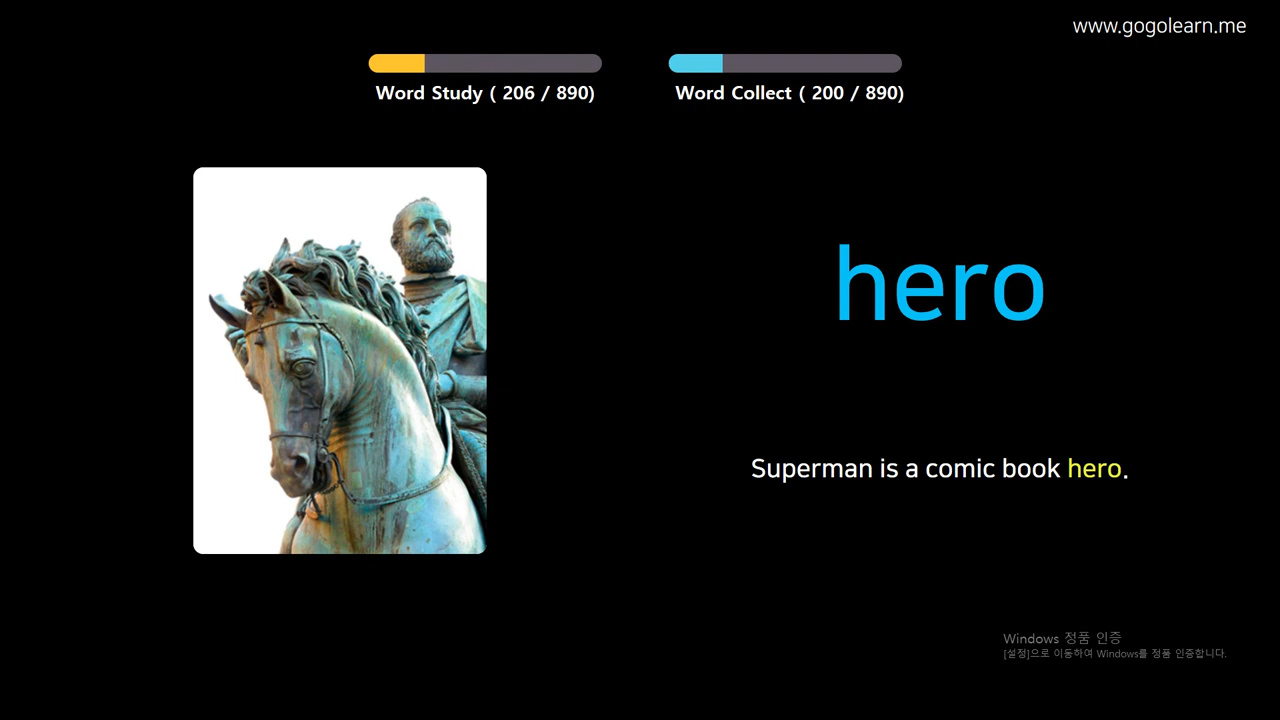 www.gogolearn.me
Word Study ( 206 / 890)
Word Collect ( 200 / 890)
hero
Superman is a comic book hero.
Windows 정품 인증
[설정]으로 이동하여 Windows를 정품 인증합니다.